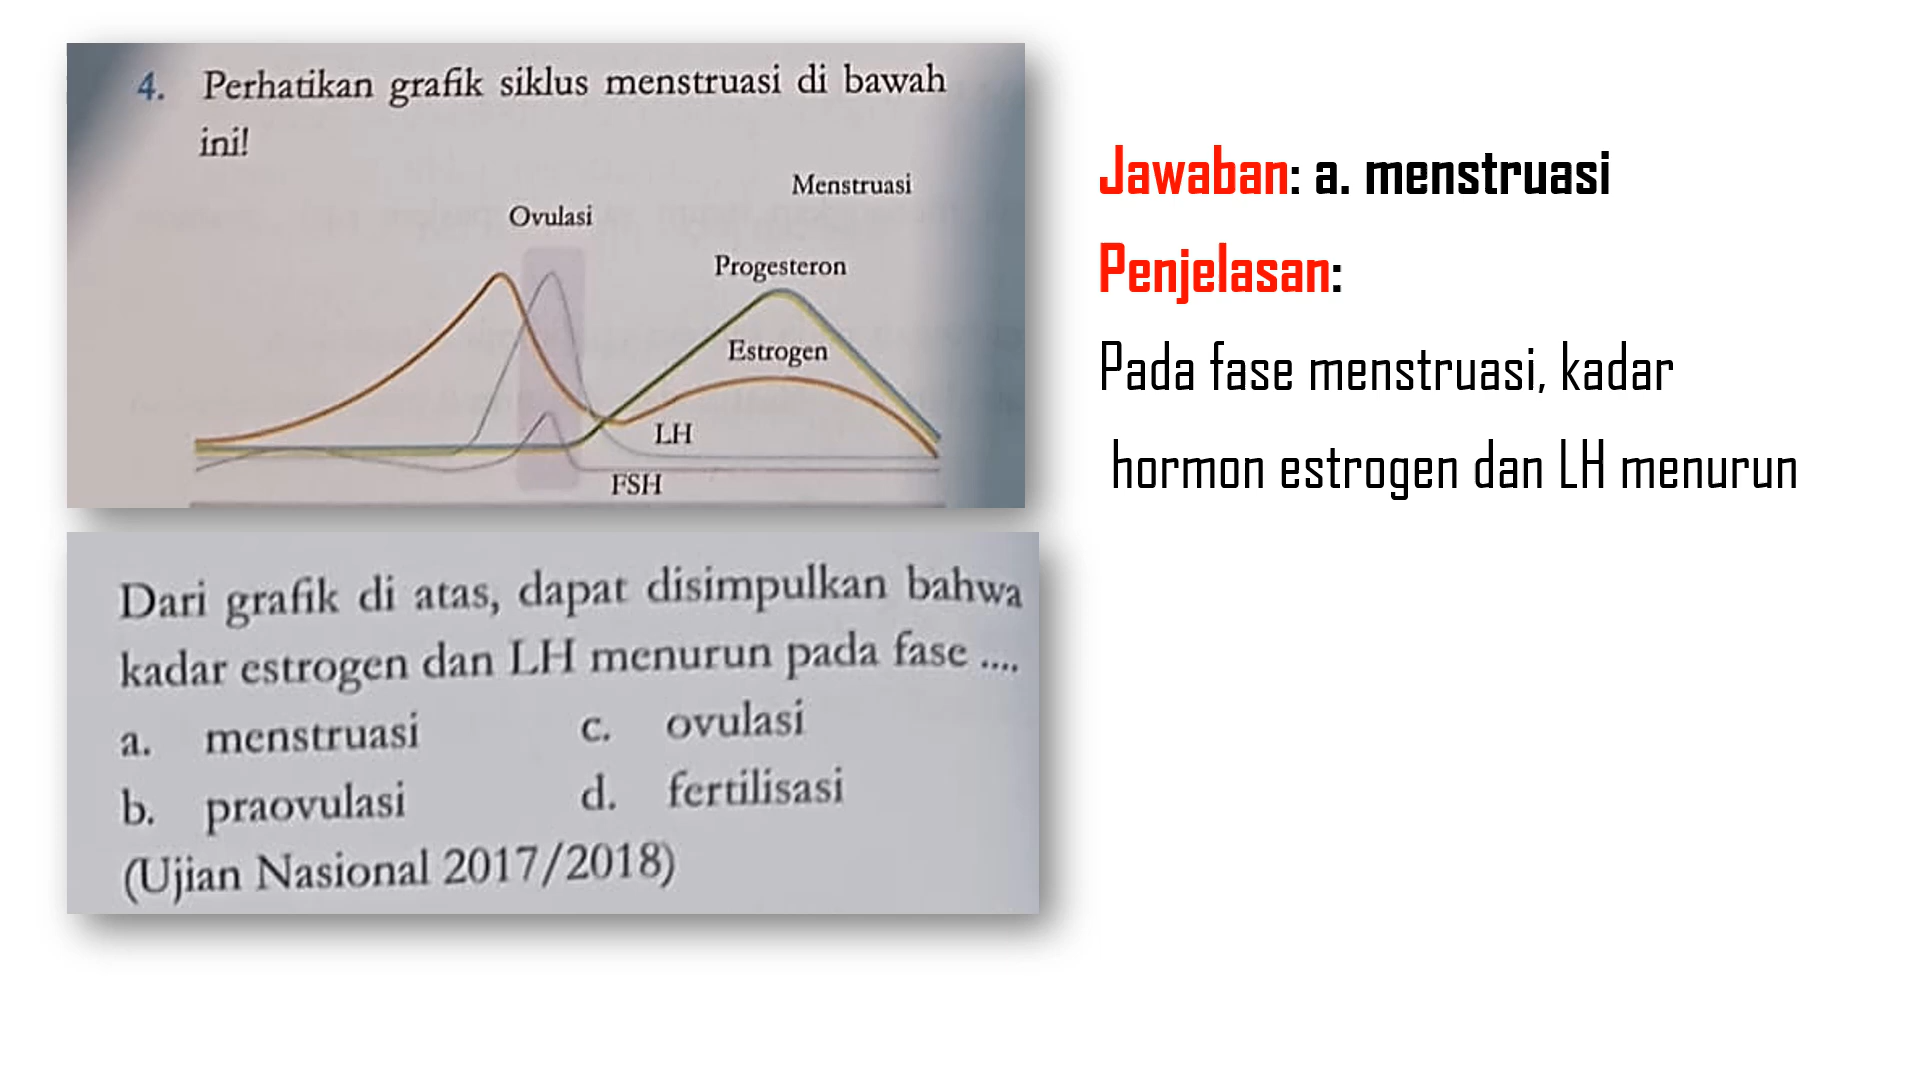 4. Perhatikan grafik siklus menstruasi di bawah
ini!
Menstruasi
Ovulasi
Progesteron
Estrogen
LH
FSH
Dari grafik di atas, dapat disimpulkan bahwa
kadar estrogen dan LH menurun pada fase ....
a. menstruasi c. ovulasi
b. praovulasi d. fertilisasi
(Ujian Nasional 2017/2018)
Jawaban: a. menstruasi
Penjelasan:
Pada fase menstruasi, kadar
hormon estrogen dan LH menurun